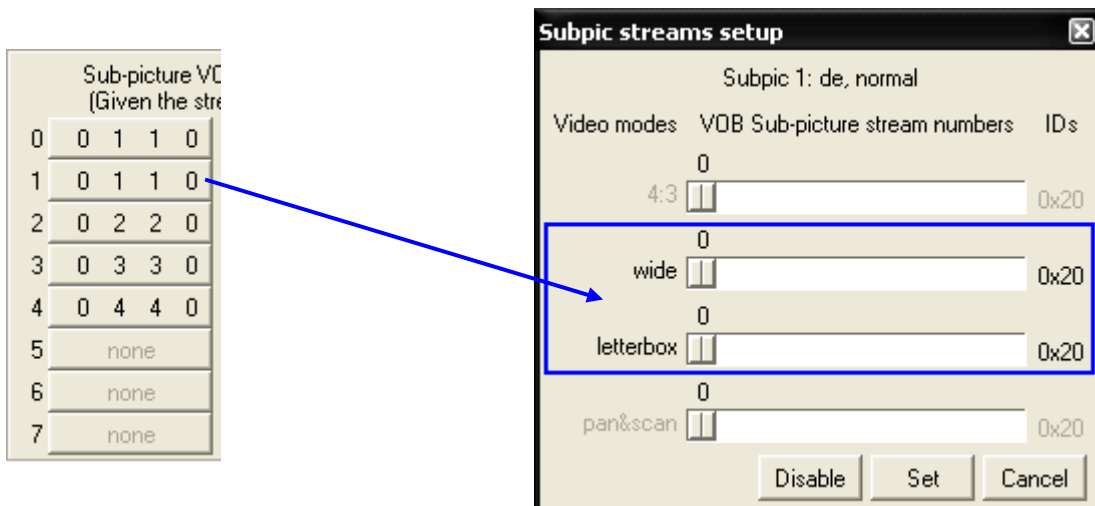 Sub-picture VO
(Given the stre
0 0 1 1 0
1 0 1 1 0
2 0 2 2 0
3 0 3 3 0
4 0 4 4 0
5 none
6 none
7 none
Subpic streams setup
Subpic 1: de, normal
Video modes VOB Sub-picture stream numbers IDs
0
4:3 0x20
0
wide 0x20
0
letterbox 0x20
0
pan&scan 0x20
Disable Set Cancel